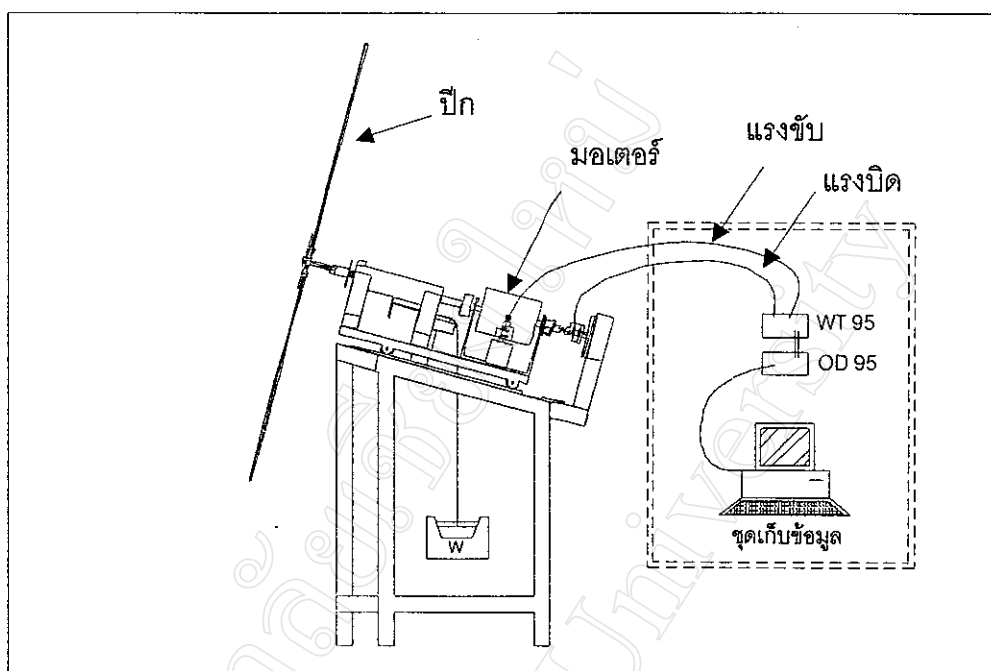 ปีก
มอเตอร์
แรงขับ
แรงบิด
WT 95
OD 95
ชุดเก็บข้อมูล
W
University